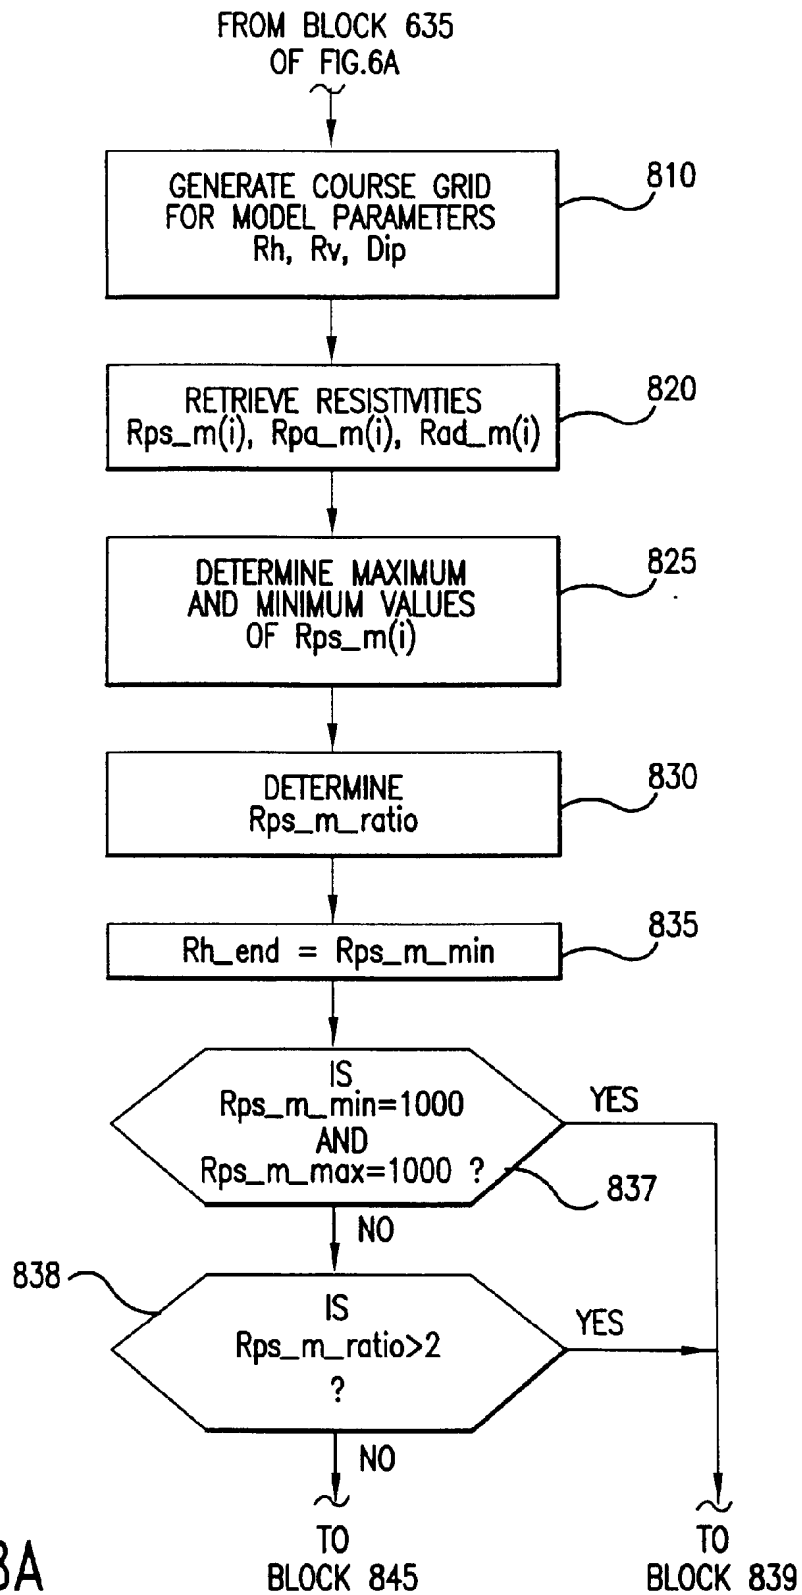 FROM BLOCK 635
OF FIG.6A
GENERATE COURSE GRID
FOR MODEL PARAMETERS
Rh, Rv, Dip
810
RETRIEVE RESISTIVITIES
Rps_m(i), Rpa_m(i), Rad_m(i)
820
DETERMINE MAXIMUM
AND MINIMUM VALUES
OF Rps_m(i)
825
DETERMINE
Rps_m_ratio
830
Rh_end = Rps_m_min
835
IS
Rps_m_min=1000
AND
Rps_m_max=1000 ?
YES
837
NO
838
IS
Rps_m_ratio>2
?
YES
NO
TO
BLOCK 845
TO
BLOCK 839
8A